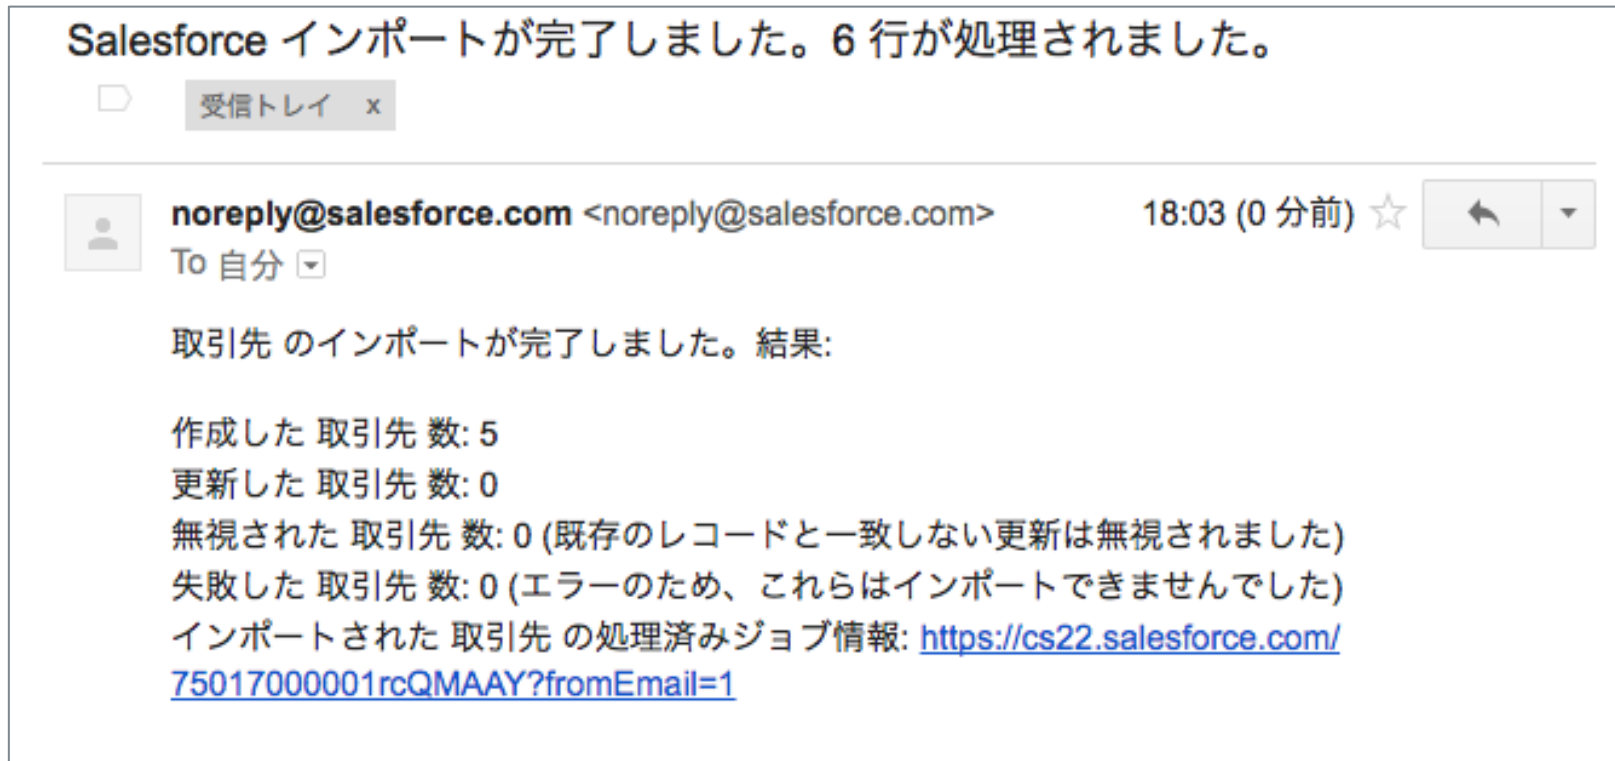 Salesforce インポートが完了しました。6 行が処理されました。
受信トレイ x
noreply@salesforce.com <noreply@salesforce.com> 18:03 (0 分前)
To 自分
取引先 のインポートが完了しました。結果:
作成した 取引先 数: 5
更新した 取引先 数: 0
無視された 取引先 数: 0 (既存のレコードと一致しない更新は無視されました)
失敗した 取引先 数: 0 (エラーのため、これらはインポートできませんでした)
インポートされた 取引先 の処理済みジョブ情報: https://cs22.salesforce.com/
75017000001rcQMAAY?fromEmail=1